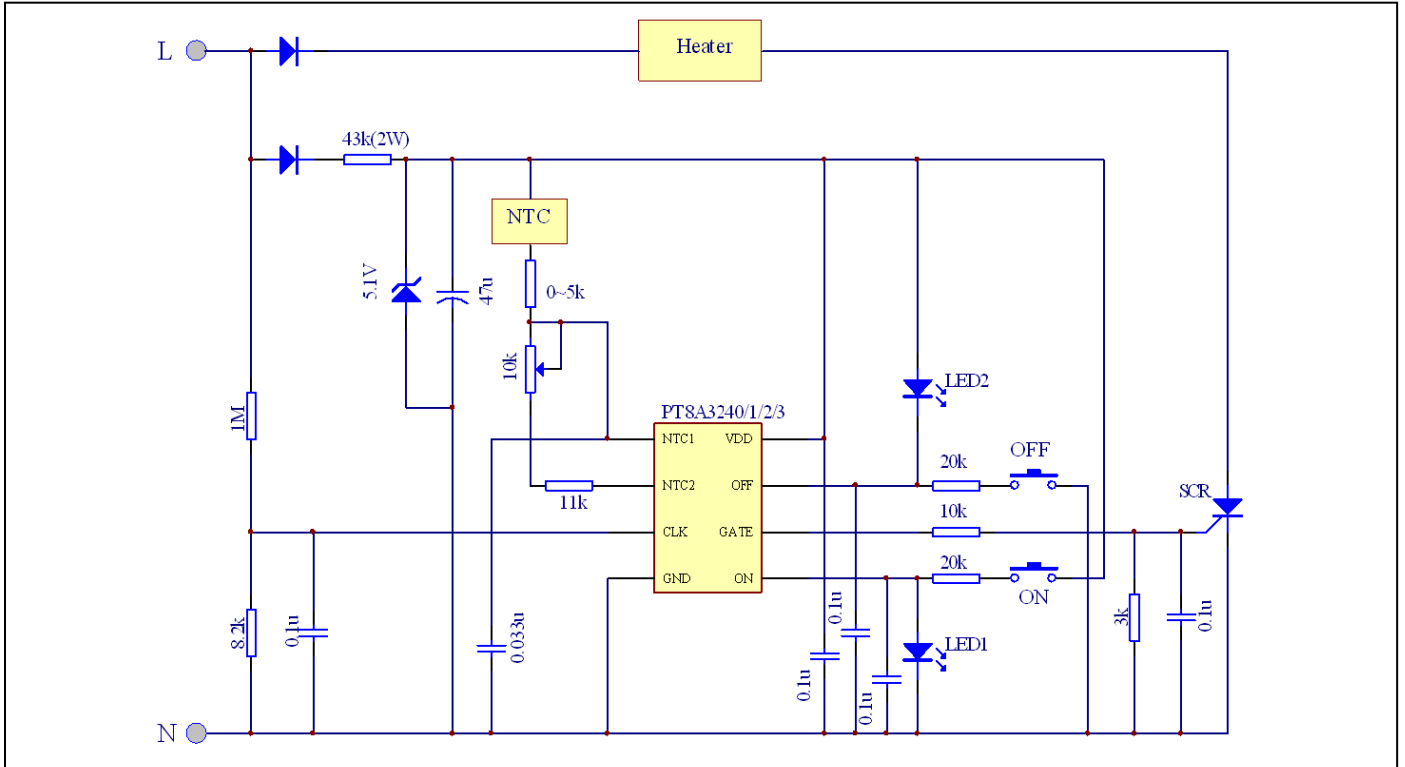 L
Heater
43k(2W)
NTC
5.1V
47u
0~5k
10k
1M
PT8A3240/1/2/3
LED2
NTC1
VDD
OFF
NTC2
OFF
20k
11k
SCR
10k
CLK
GATE
20k
GND
ON
ON
8.2k
0.1u
0.033u
0.1u
0.1u
0.1u
LED1
3k
0.1u
N